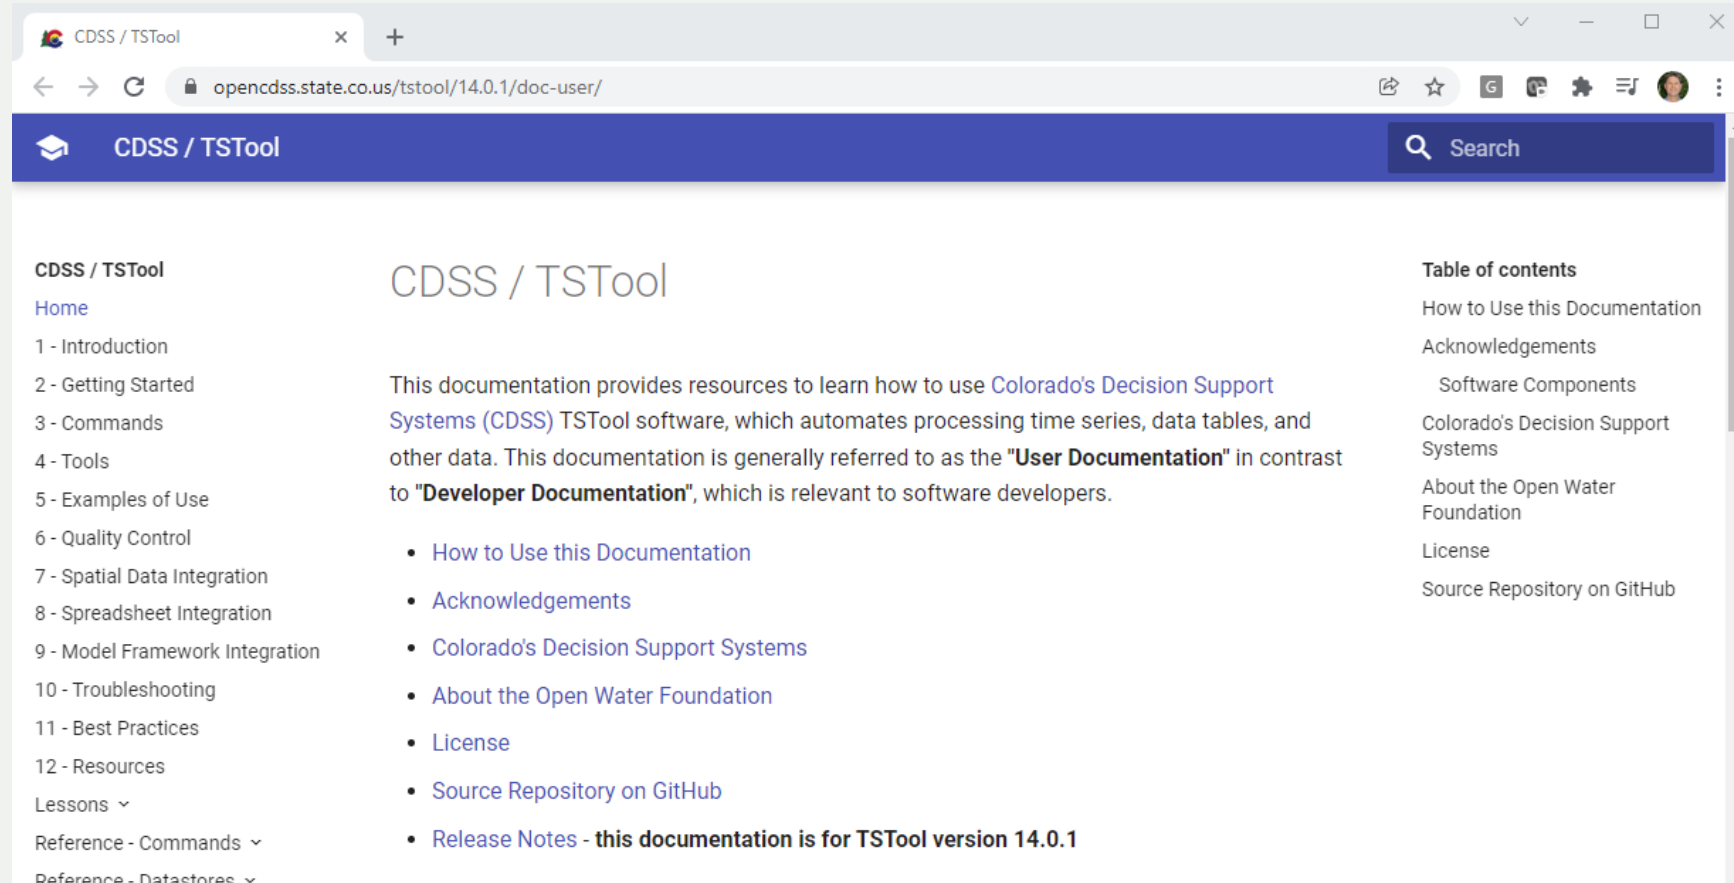 CDSS / TSTool
opencdss.state.co.us/tstool/14.0.1/doc-user/
G
CDSS / TSTool
Search
CDSS / TSTool
Home
1 - Introduction
2 - Getting Started
3 - Commands
4 - Tools
5 - Examples of Use
6 - Quality Control
7 - Spatial Data Integration
8 - Spreadsheet Integration
9 - Model Framework Integration
10 - Troubleshooting
11 - Best Practices
12 - Resources
Lessons
Reference - Commands
Reference - Datastores
CDSS / TSTool
This documentation provides resources to learn how to use Colorado's Decision Support
Systems (CDSS) TSTool software, which automates processing time series, data tables, and
other data. This documentation is generally referred to as the "User Documentation" in contrast
to "Developer Documentation", which is relevant to software developers.
• How to Use this Documentation
• Acknowledgements
• Colorado's Decision Support Systems
• About the Open Water Foundation
• License
• Source Repository on GitHub
• Release Notes - this documentation is for TSTool version 14.0.1
Table of contents
How to Use this Documentation
Acknowledgements
Software Components
Colorado's Decision Support
Systems
About the Open Water
Foundation
License
Source Repository on GitHub